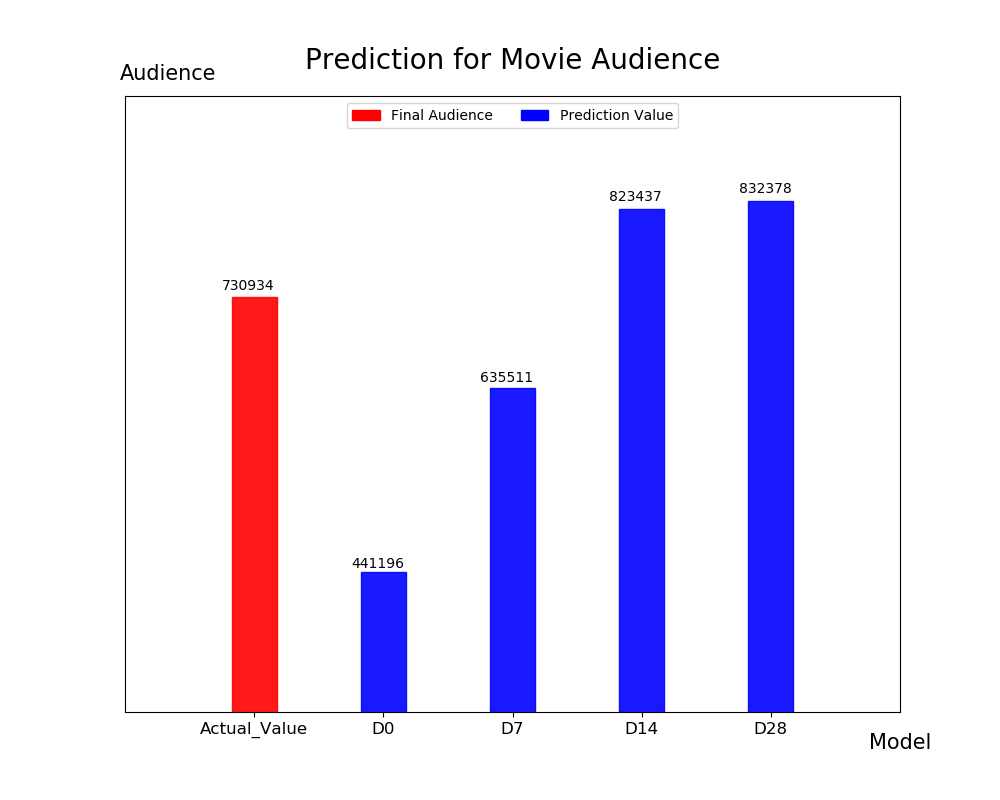 Prediction for Movie Audience
Audience
Final Audience
Prediction Value
832378
823437
730934
635511
441196
Actual_Value
D0
D7
D14
D28
Model